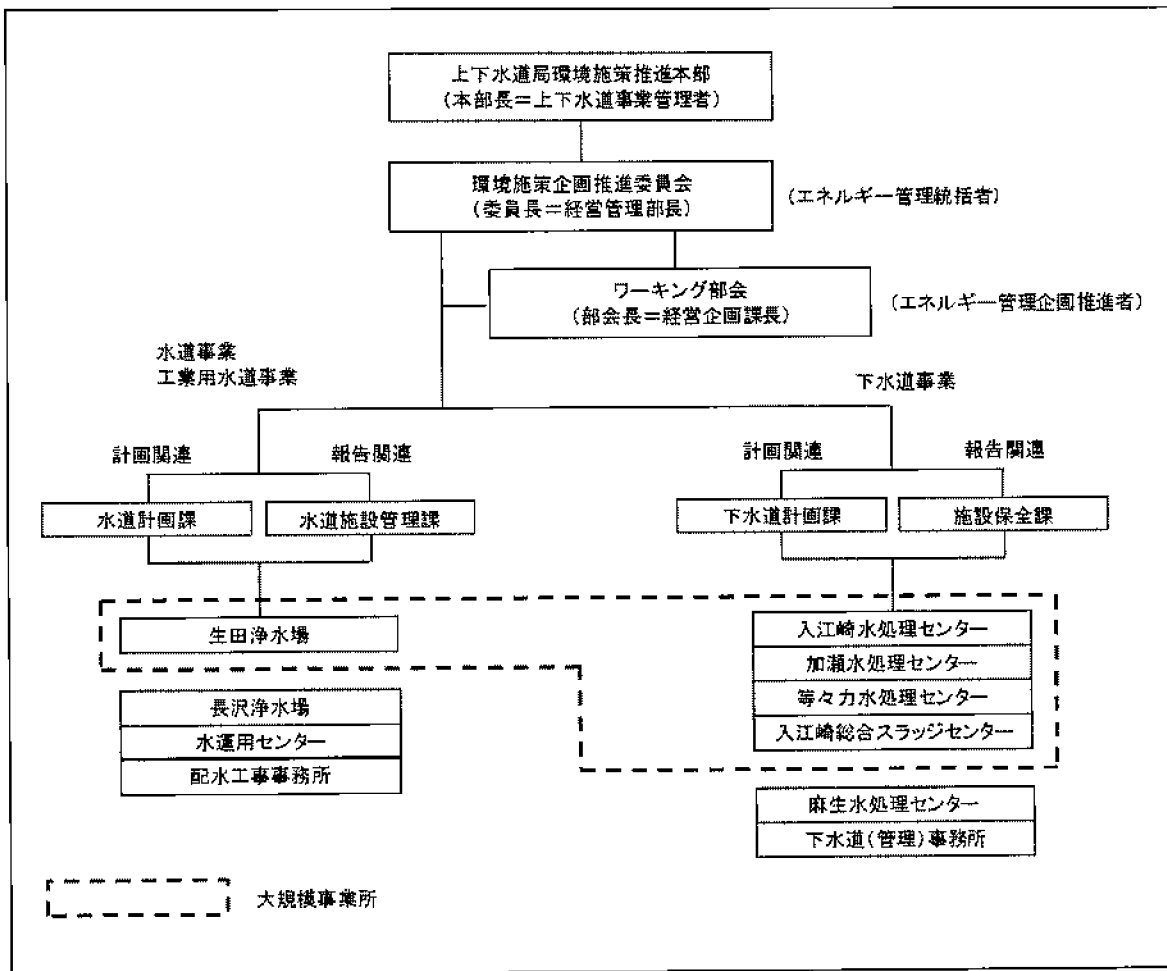 上下水道局環境施策推進本部
(本部長＝上下水道事業管理者)
環境施策企画推進委員会
(委員長＝経営管理部長)
(エネルギー管理統括者)
ワーキング部会
(部会長＝経営企画課長)
(エネルギー管理企画推進者)
水道事業
工業用水道事業
下水道事業
計画関連
報告関連
計画関連
報告関連
水道計画課
水道施設管理課
下水道計画課
施設保全課
生田浄水場
入江崎水処理センター
加瀬水処理センター
等々力水処理センター
入江崎総合スラッジセンター
長沢浄水場
水運用センター
配水工事事務所
麻生水処理センター
下水道(管理)事務所
大規模事業所